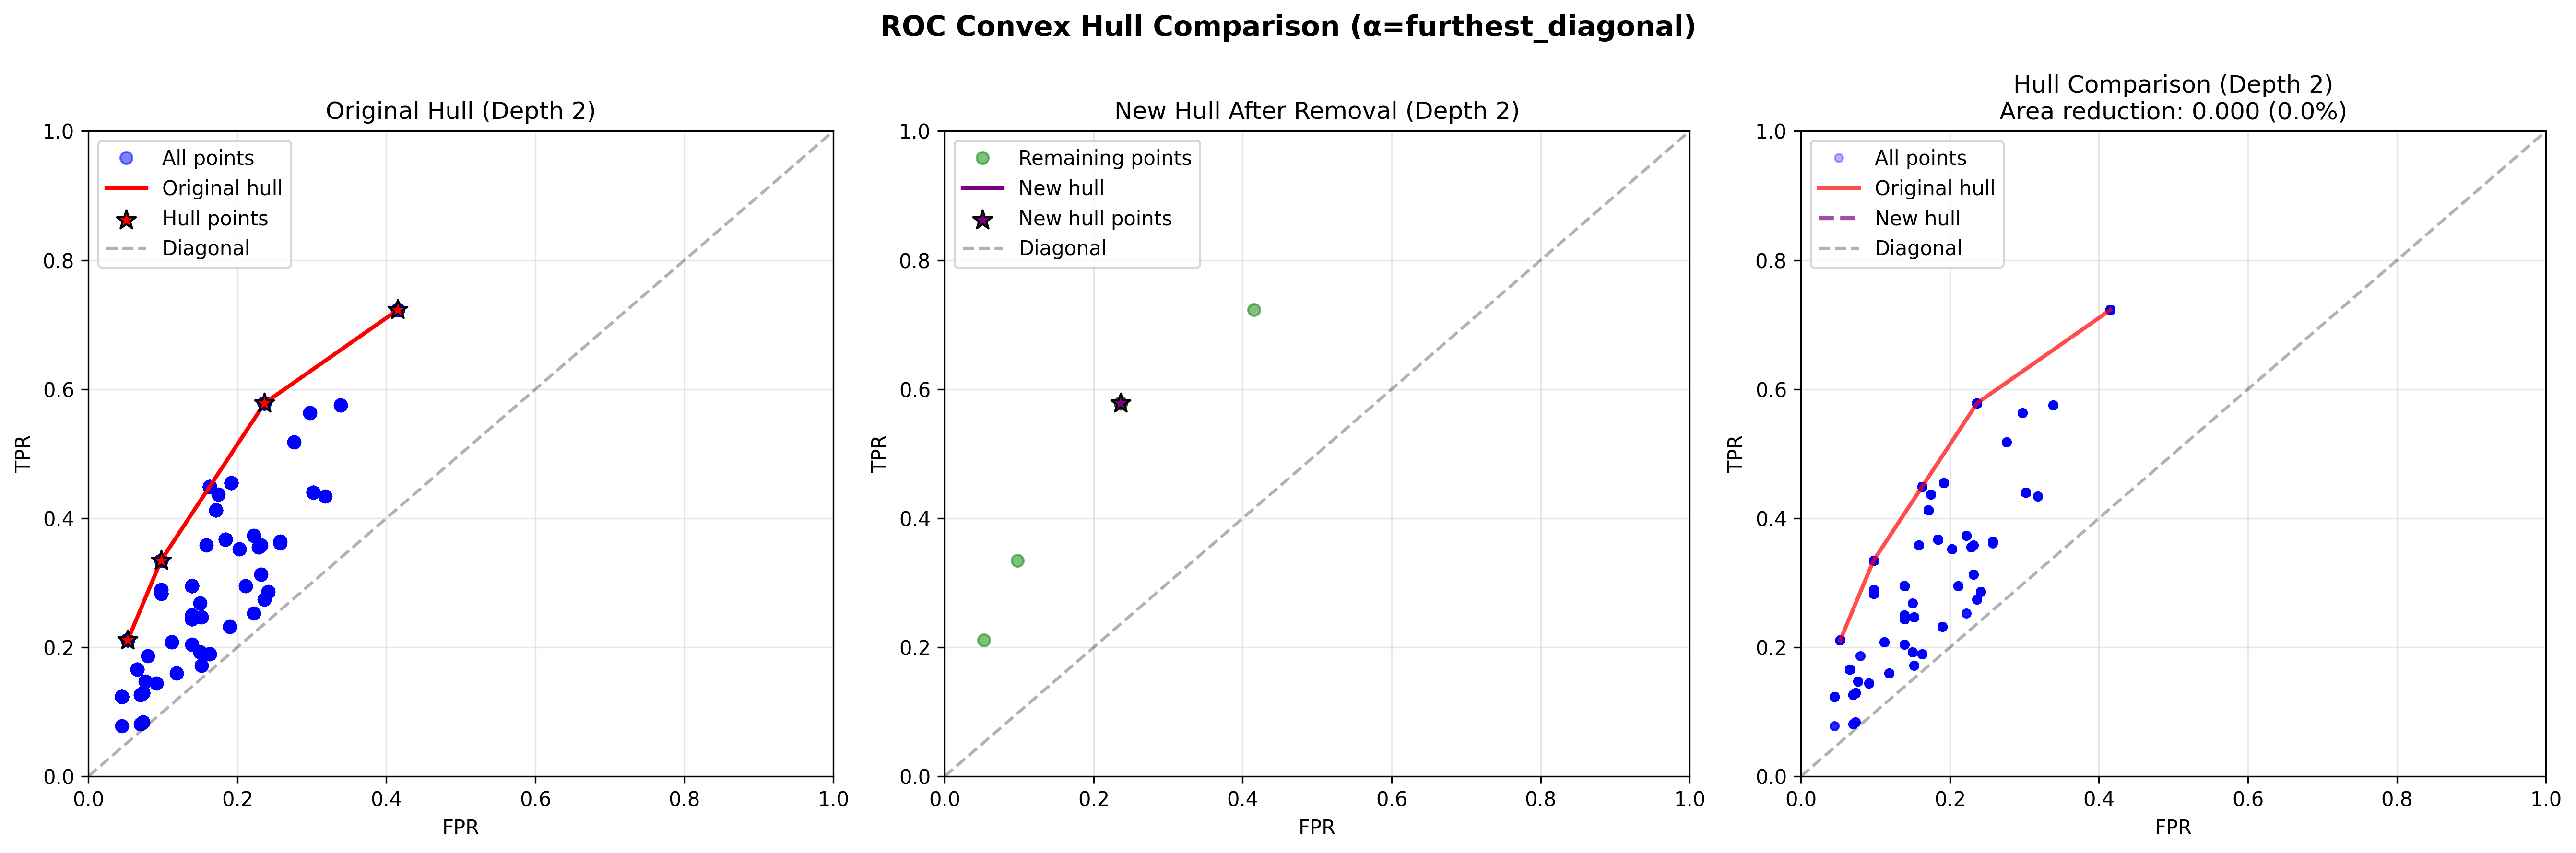 ROC Convex Hull Comparison (α=furthest_diagonal)
Original Hull (Depth 2)
1.0
0.8
0.6
0.4
0.2
0.0
TPR
All points
Original hull
Hull points
Diagonal
0.0 0.2 0.4 0.6 0.8 1.0
FPR
New Hull After Removal (Depth 2)
1.0
0.8
0.6
0.4
0.2
0.0
TPR
Remaining points
New hull
New hull points
Diagonal
0.0 0.2 0.4 0.6 0.8 1.0
FPR
Hull Comparison (Depth 2)
Area reduction: 0.000 (0.0%)
1.0
0.8
0.6
0.4
0.2
0.0
TPR
All points
Original hull
New hull
Diagonal
0.0 0.2 0.4 0.6 0.8 1.0
FPR